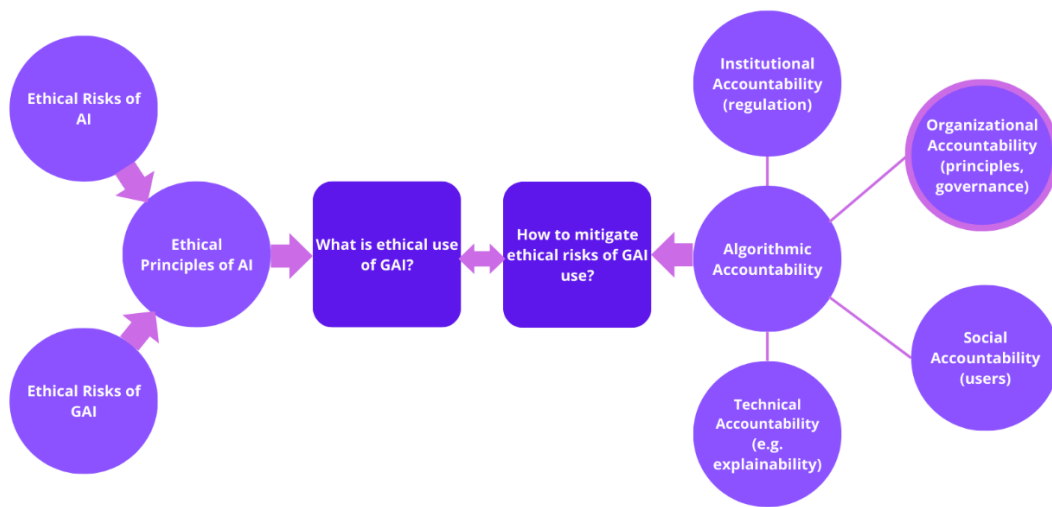 Ethical Risks of
AI
Ethical
Principles of AI
Ethical Risks of
GAI
What is ethical use
of GAI?
How to mitigate
ethical risks of GAI
use?
Institutional
Accountability
(regulation)
Organizational
Accountability
(principles,
governance)
Algorithmic
Accountability
Social
Accountability
(users)
Technical
Accountability
(e.g.
explainability)